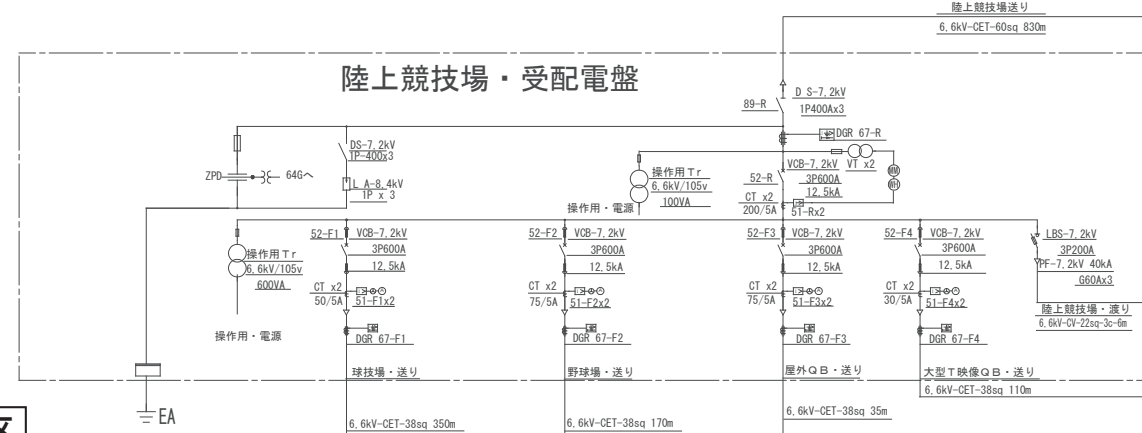 陸上競技場送り
6,6kV-CET-60sq 830m
陸上競技場・受配電盤
D S-7,2kV
89-R
1P400Ax3
DGR 67-R
DS-7,2kV
1P-400x3
VT x2
VCB-7,2kV
ZPD
64Gへ
操作用Tr
6,6kV/105v
100VA
52-R
3P600A
MM
WH
L A-8,4kV
1P x 3
12,5kA
CT x2
200/5A
51-Rx2
操作用・電源
52-F1
VCB-7,2kV
3P600A
12,5kA
52-F2
VCB-7,2kV
3P600A
12,5kA
52-F3
VCB-7,2kV
3P600A
12,5kA
52-F4
VCB-7,2kV
3P600A
12,5kA
LBS-7,2kV
3P200A
PF-7,2kV 40kA
G60Ax3
操作用Tr
6,6kV/105v
600VA
CT x2
50/5A
51-F1x2
CT x2
75/5A
51-F2x2
CT x2
75/5A
51-F3x2
CT x2
30/5A
51-F4x2
陸上競技場・渡り
6,6kV-CV-22sq-3c-6m
操作用・電源
DGR 67-F1
DGR 67-F2
DGR 67-F3
DGR 67-F4
球技場・送り
野球場・送り
屋外QB・送り
大型T映像QB・送り
6,6kV-CET-38sq 110m
EA
6,6kV-CET-38sq 350m
6,6kV-CET-38sq 170m
6,6kV-CET-38sq 35m